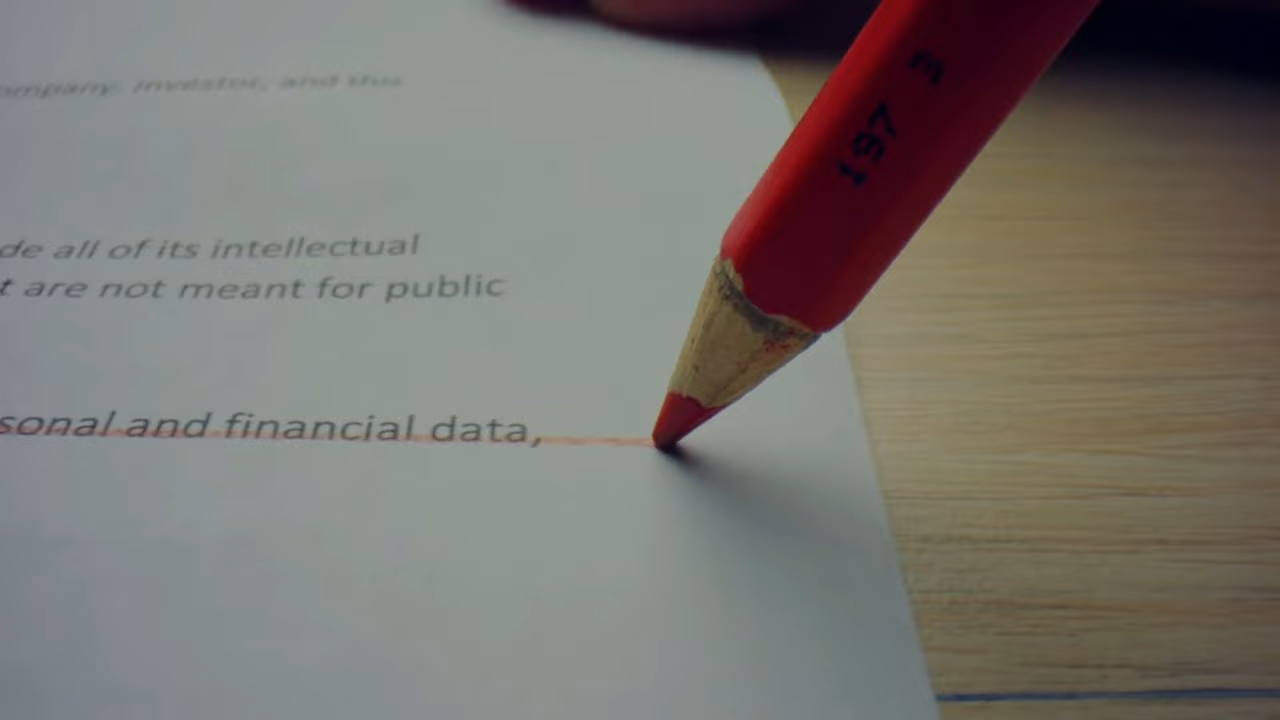 ompany. Investor, and this
de all of its intellectual
t are not meant for public
sonal and financial data,
197 3